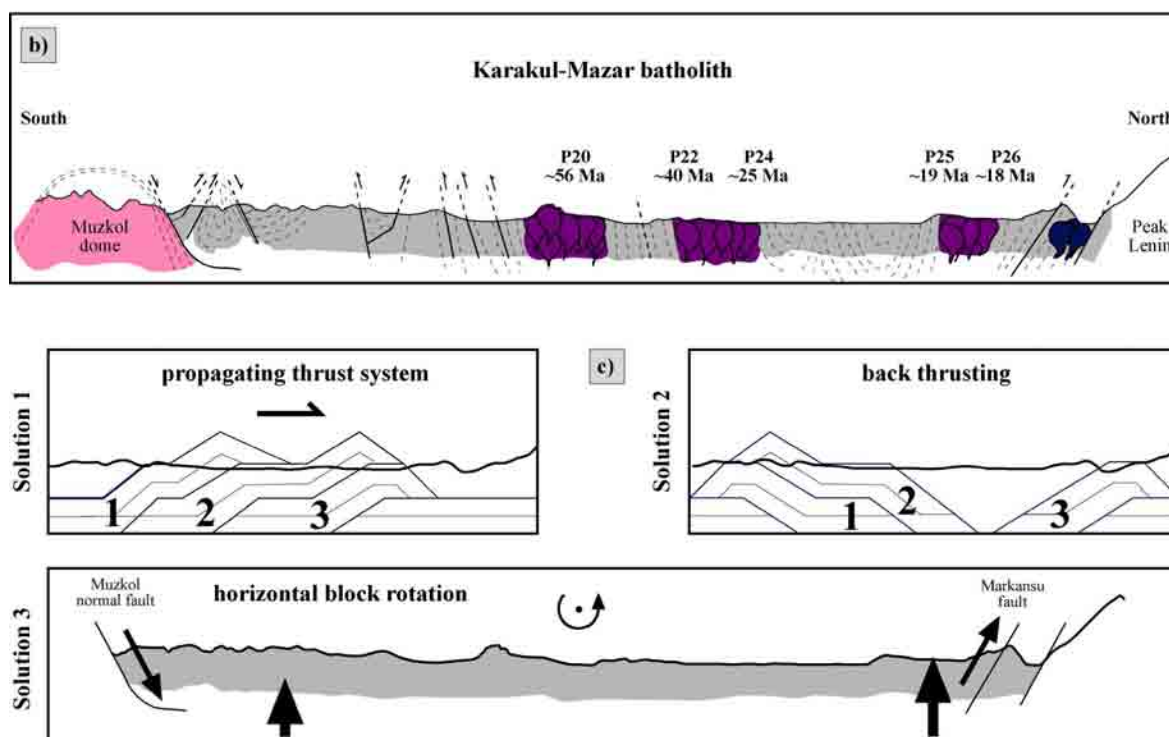 b)
Karakul-Mazar batholith
South
North
P20
~56 Ma
P22
~40 Ma
P24
~25 Ma
P25
~19 Ma
P26
~18 Ma
Muzkol
dome
Peak
Lenin
Solution 1
propagating thrust system
1
2
3
c)
Solution 2
back thrusting
1
2
3
Solution 3
Muzkol
normal fault
horizontal block rotation
Markansu
fault